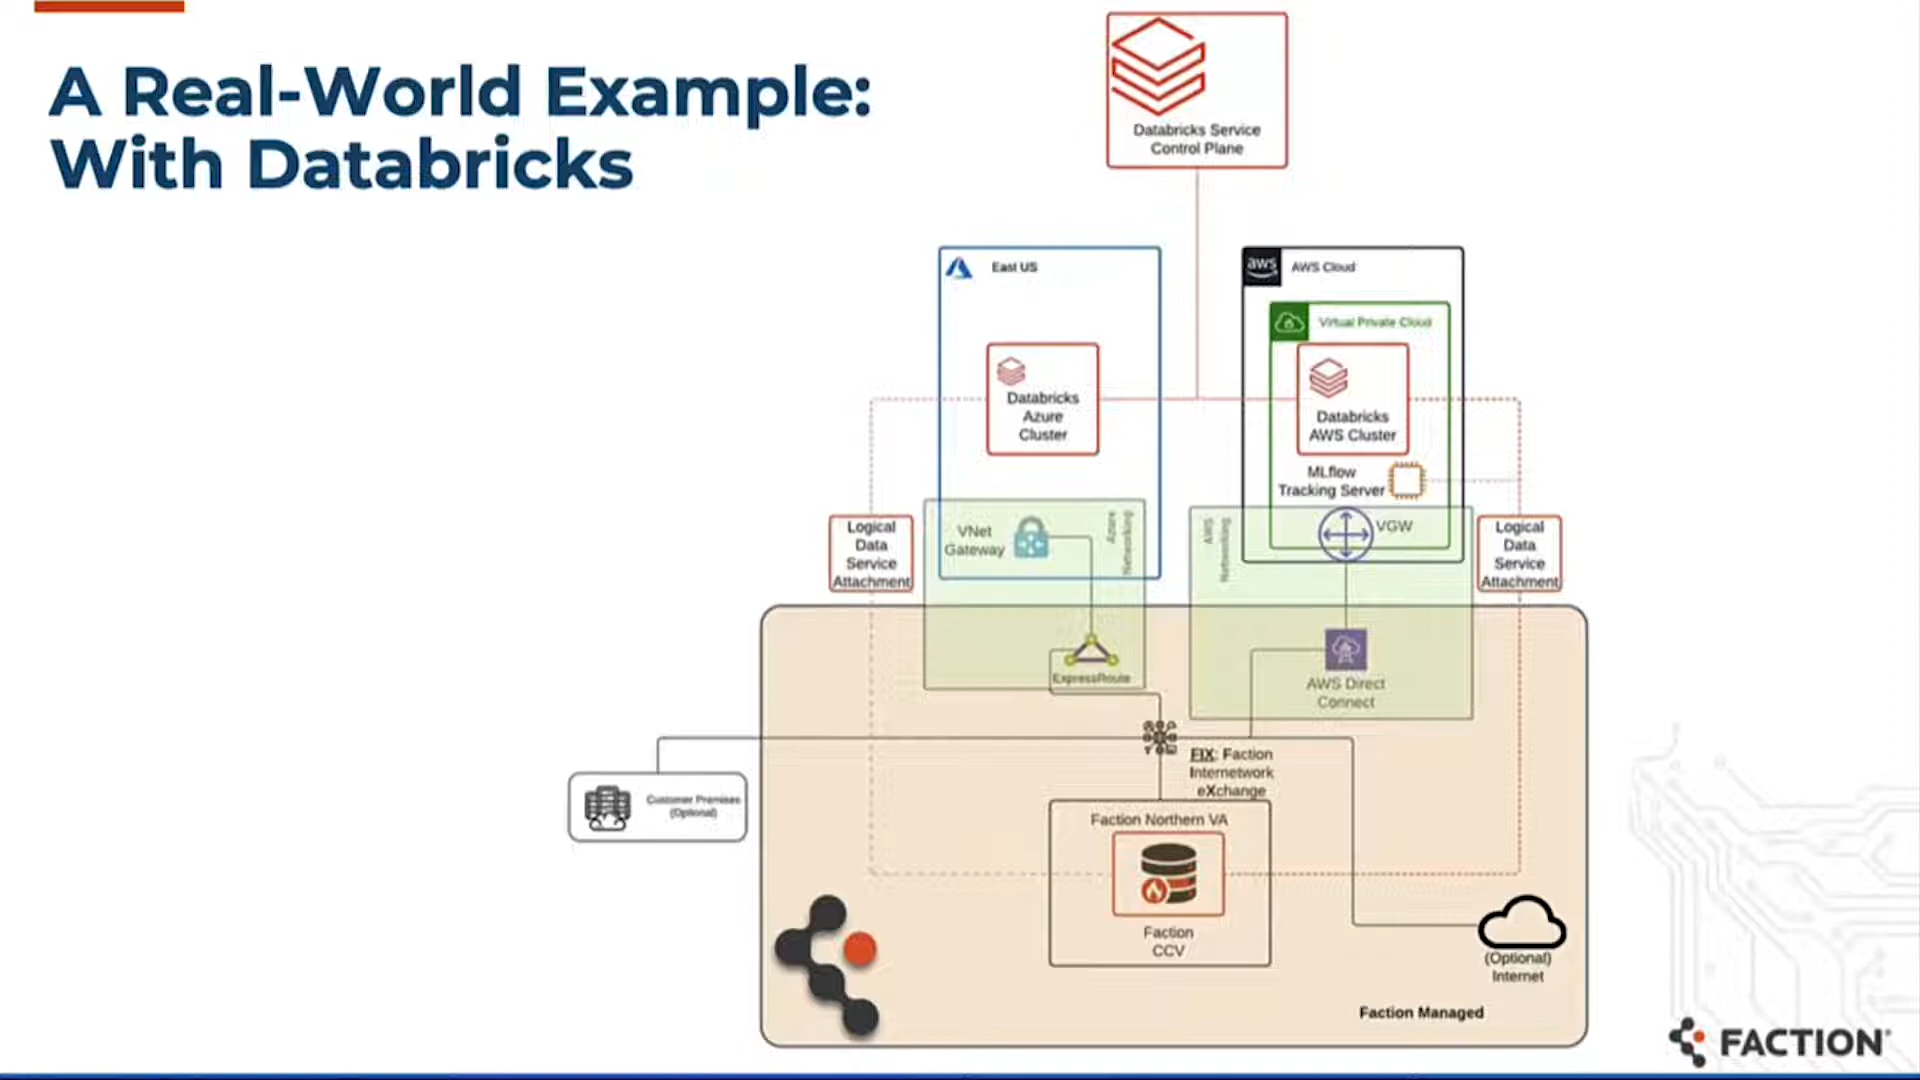 A Real-World Example:
With Databricks
Databricks Service
Control Plane
East US
aws
AWS Cloud
Virtual Private Cloud
Databricks
Azure
Cluster
Databricks
AWS Cluster
MLflow
Tracking Server
Logical
Data
Service
Attachment
VNet
Gateway
Azure
Networking
AWS
Networking
VGW
Logical
Data
Service
Attachment
ExpressRoute
AWS Direct
Connect
FIX: Faction
Internetwork
eXchange
Customer Premises
(Optional)
Faction Northern VA
Faction
CCV
(Optional)
Internet
Faction Managed
FACTION